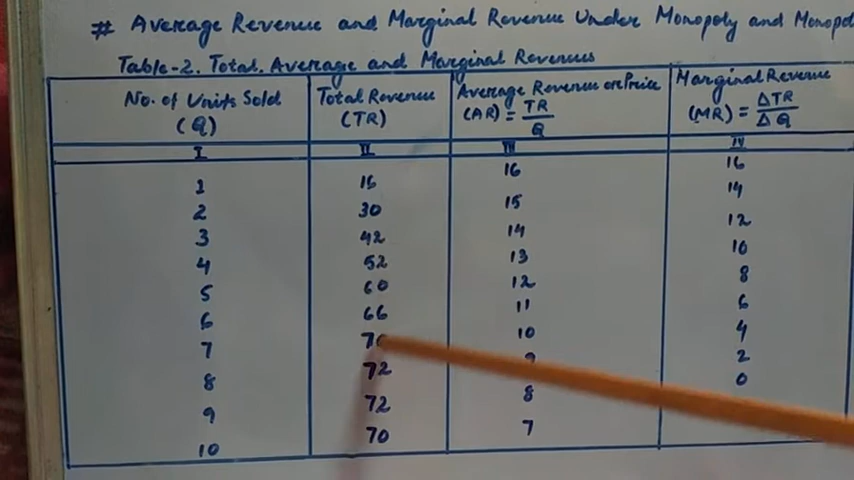 # Average Revenue and Marginal Revenue Under Monopoly and
Table-2. Total, Average and Marginal Revenues
No. of Units Sold (Q) Total Revenue (TR) Average Revenue or Price (AR) = TR/Q Marginal Revenue (MR) = ΔTR/ΔQ
I II III IV
1 16 16 16
2 30 15 14
3 42 14 12
4 52 13 10
5 60 12 8
6 66 11 6
7 10 4
8 72 2
9 72 8 0
10 70 7